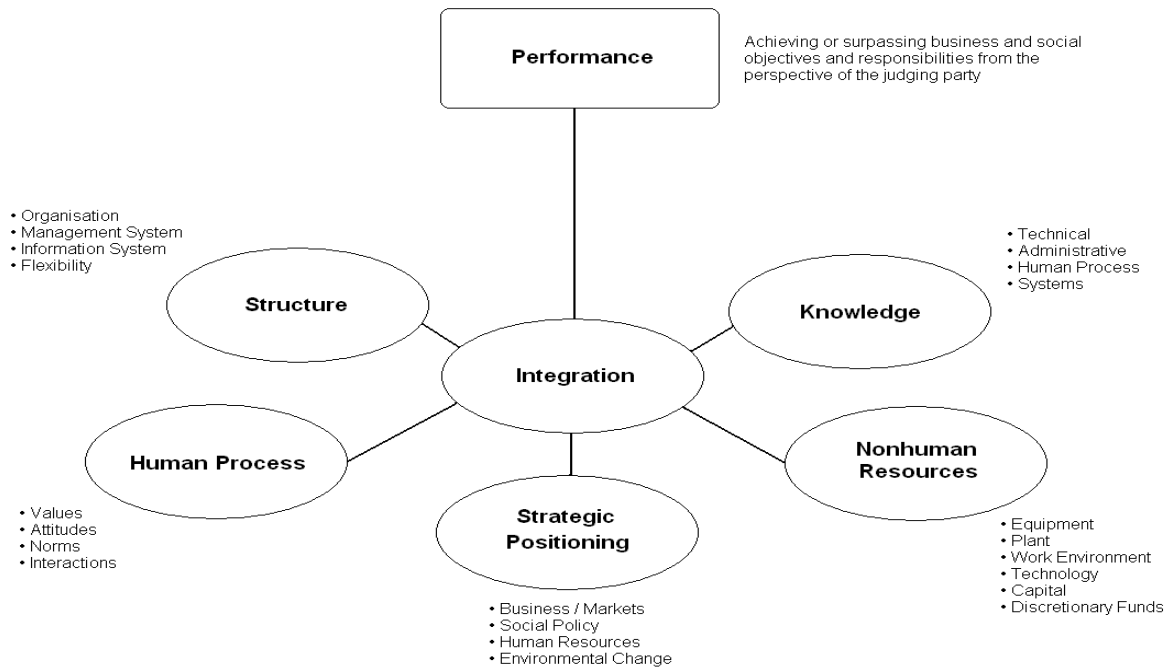 Performance
Achieving or surpassing business and social
objectives and responsibilities from the
perspective of the judging party
• Organisation
• Management System
• Information System
• Flexibility
Structure
• Technical
• Administrative
• Human Process
• Systems
Knowledge
Integration
Human Process
• Values
• Attitudes
• Norms
• Interactions
Strategic
Positioning
• Business / Markets
• Social Policy
• Human Resources
• Environmental Change
Nonhuman
Resources
• Equipment
• Plant
• Work Environment
• Technology
• Capital
• Discretionary Funds